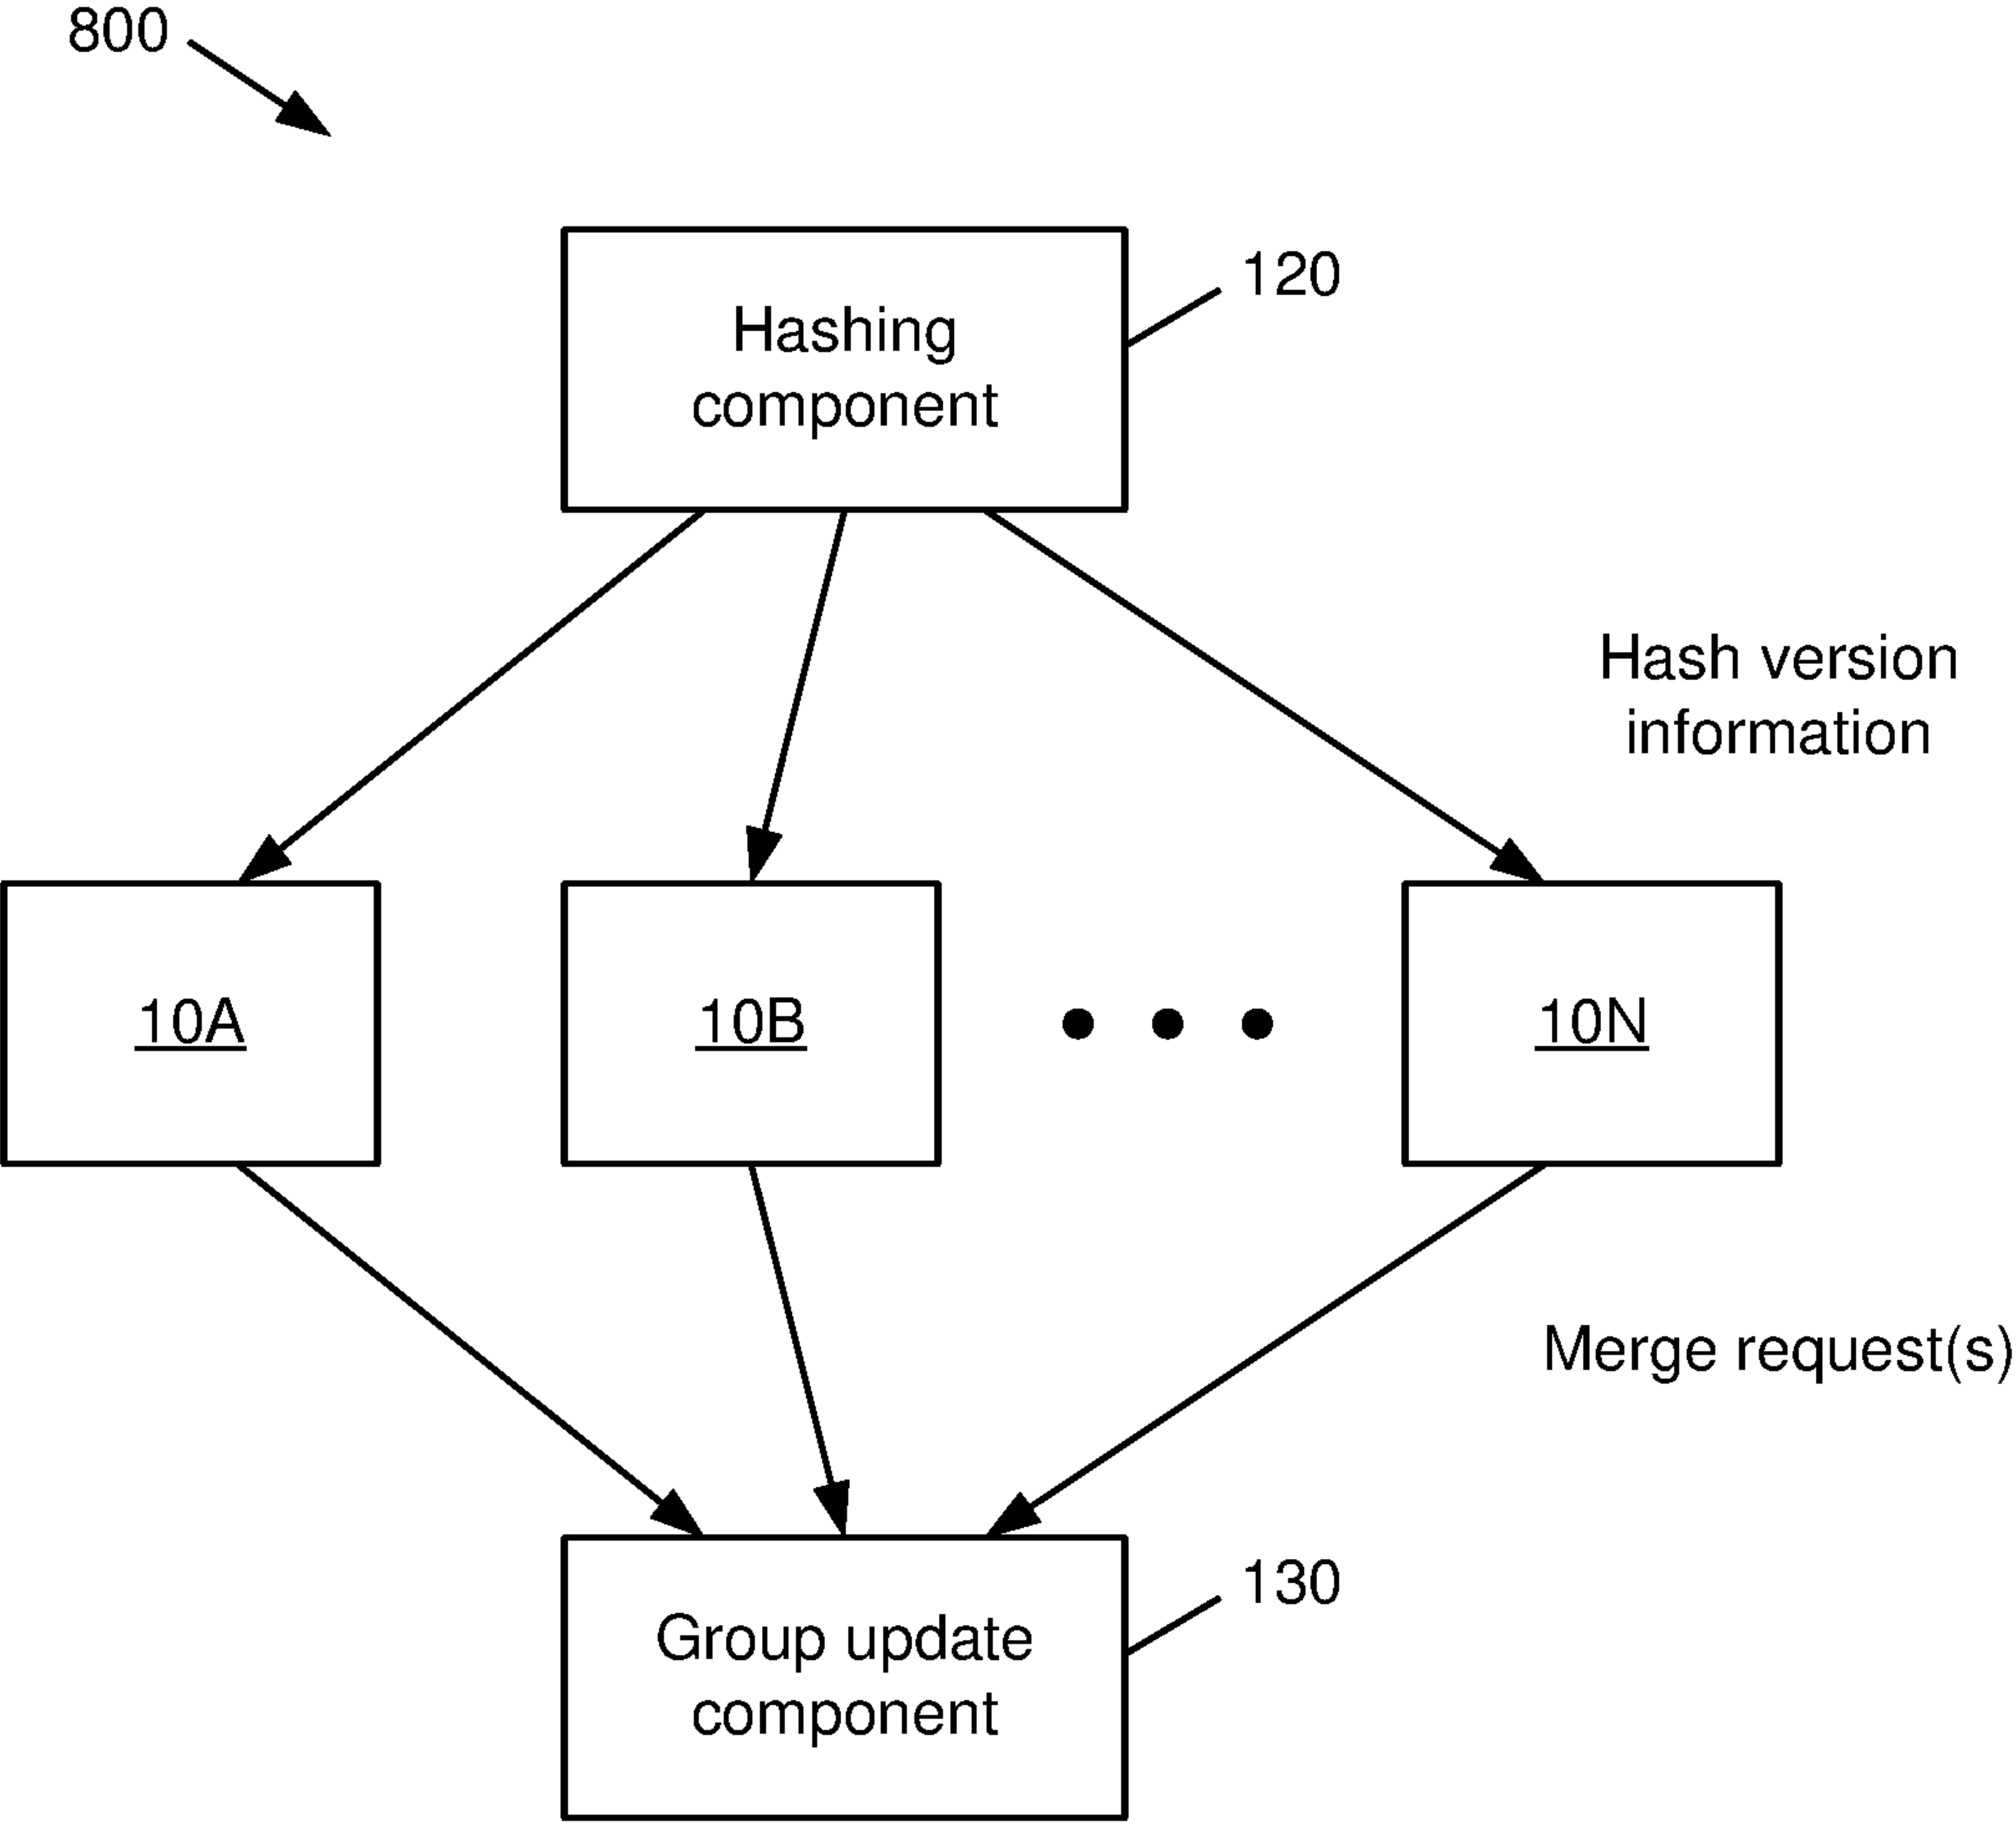 800
120
Hashing
component
Hash version
information
10A
10B
10N
Merge request(s)
130
Group update
component